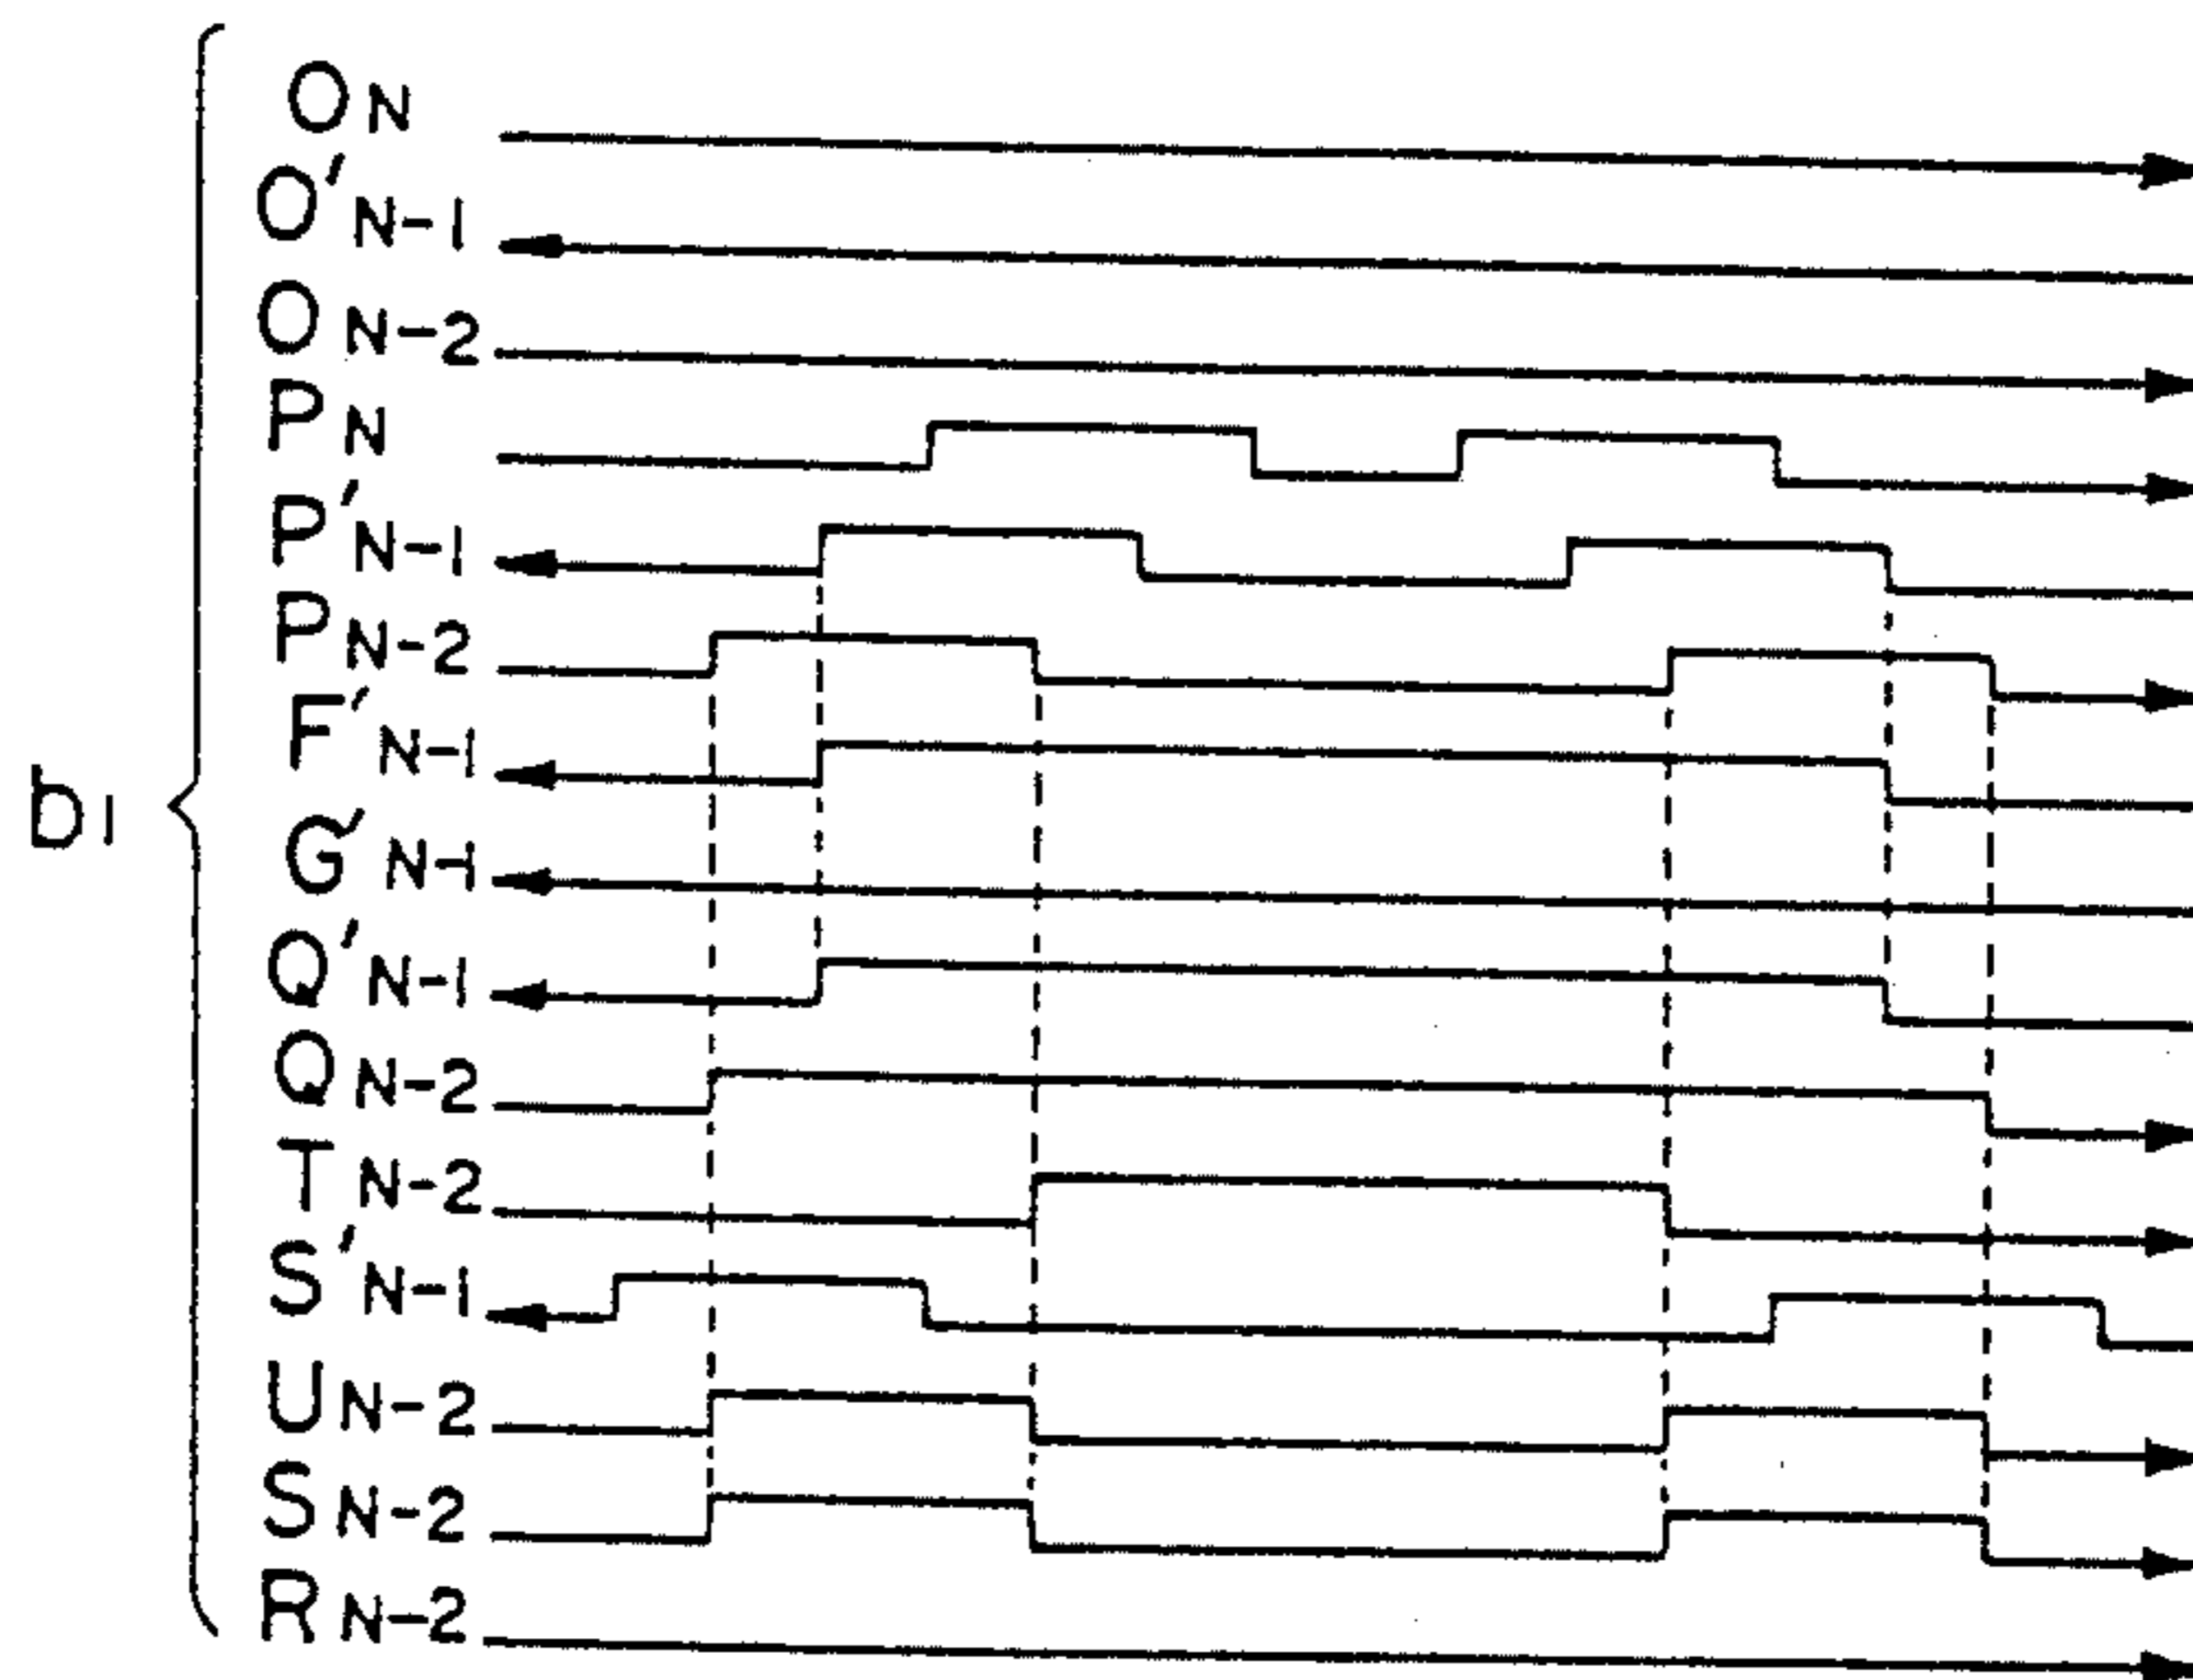 ON
O'N-1
ON-2
PN
P'N-1
PN-2
F'N-1
G'N-1
b1
Q'N-1
QN-2
TN-2
S'N-1
UN-2
SN-2
RN-2